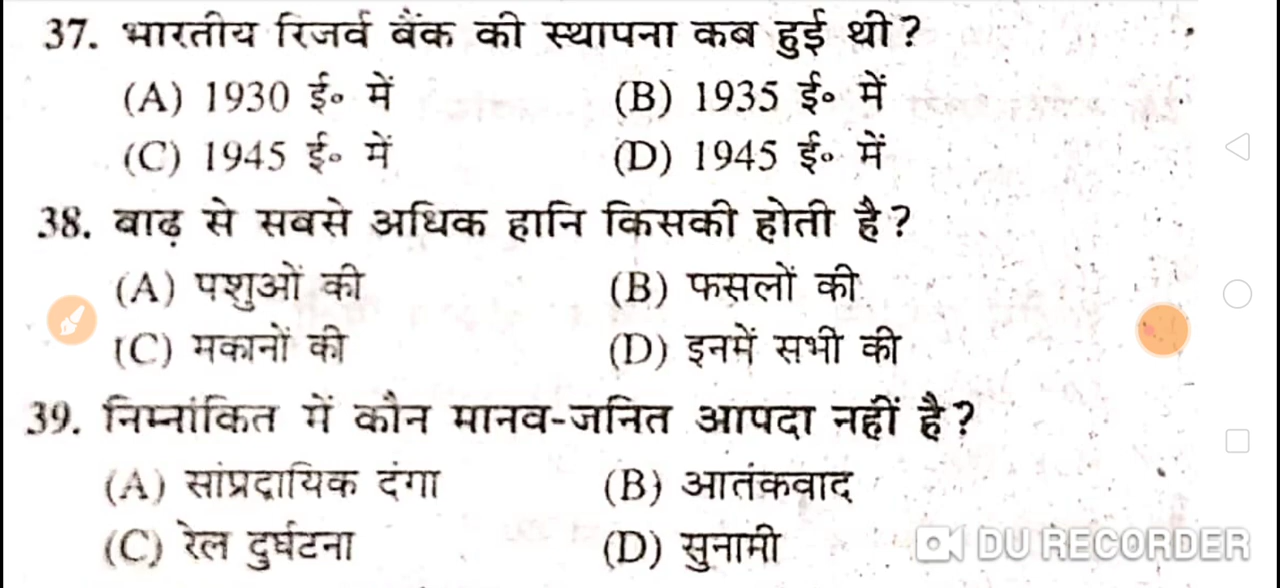 37. भारतीय रिजर्व बैंक की स्थापना कब हुई थी?
(A) 1930 ई॰ में (B) 1935 ई॰ में
(C) 1945 ई॰ में (D) 1945 ई॰ में
38. बाढ़ से सबसे अधिक हानि किसकी होती है?
(A) पशुओं की (B) फसलों की
(C) मकानों की (D) इनमें सभी की
39. निम्नांकित में कौन मानव-जनित आपदा नहीं है?
(A) सांप्रदायिक दंगा (B) आतंकवाद
(C) रेल दुर्घटना (D) सुनामी
DU RECORDER